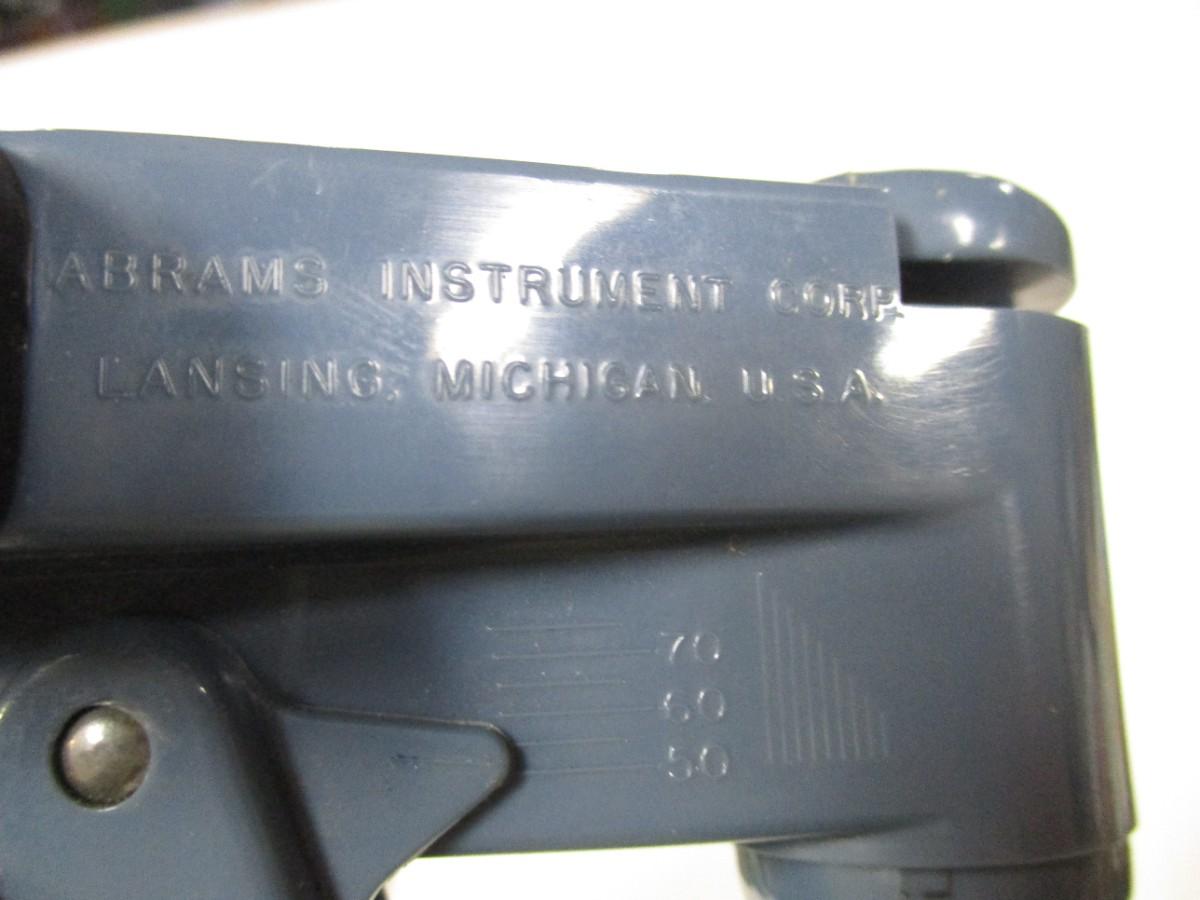 ABRAMS INSTRUMENT CORP.
LANSING, MICHIGAN, U.S.A.
70
60
50